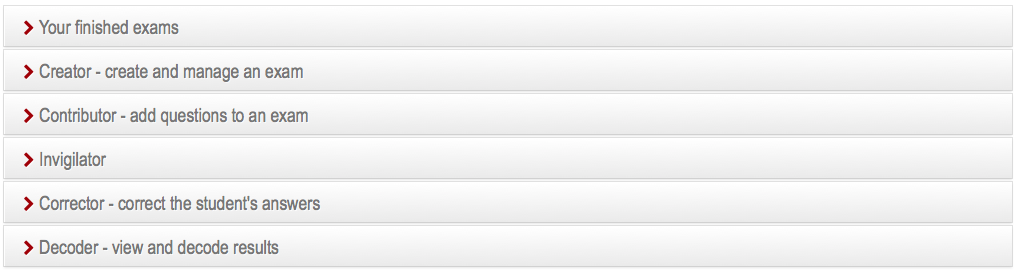 Your finished exams
Creator - create and manage an exam
Contributor - add questions to an exam
Invigilator
Corrector - correct the student's answers
Decoder - view and decode results